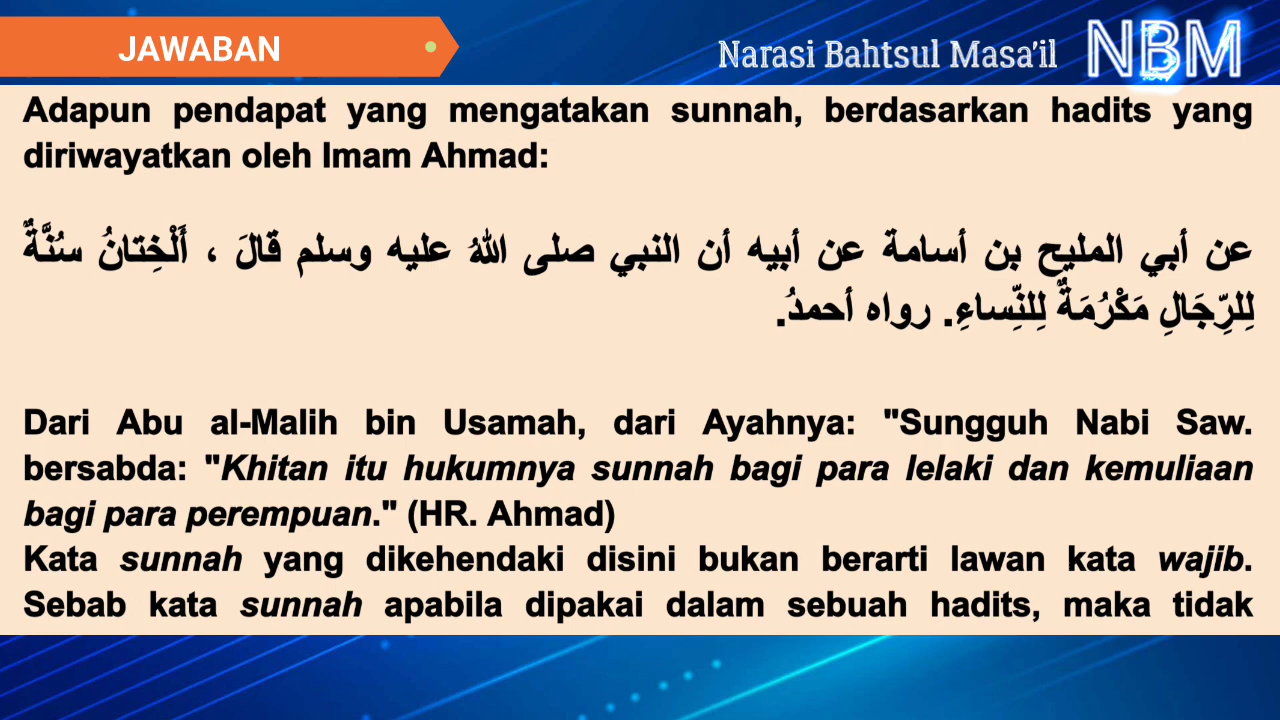 JAWABAN
Narasi Bahtsul Masa'il
NBM
Adapun pendapat yang mengatakan sunnah, berdasarkan hadits yang
diriwayatkan oleh Imam Ahmad:
عن أبي المليح بن أسامة عن أبيه أن النبي صلى اللهُ عليه وسلم قالَ ، أَلْخِتانُ سُنَّةٌ
لِلرِّجَالِ مَكْرُمَةٌ لِلنِّساءِ. رواه أحمدُ.
Dari Abu al-Malih bin Usamah, dari Ayahnya: "Sungguh Nabi Saw.
bersabda: "Khitan itu hukumnya sunnah bagi para lelaki dan kemuliaan
bagi para perempuan." (HR. Ahmad)
Kata sunnah yang dikehendaki disini bukan berarti lawan kata wajib.
Sebab kata sunnah apabila dipakai dalam sebuah hadits, maka tidak